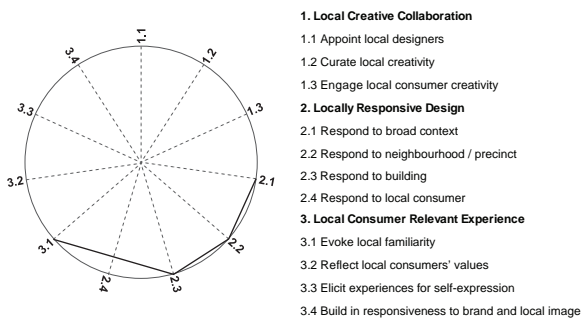 1.1
1.2
1.3
2.1
2.2
2.3
2.4
3.1
3.2
3.3
3.4
1. Local Creative Collaboration
1.1 Appoint local designers
1.2 Curate local creativity
1.3 Engage local consumer creativity
2. Locally Responsive Design
2.1 Respond to broad context
2.2 Respond to neighbourhood / precinct
2.3 Respond to building
2.4 Respond to local consumer
3. Local Consumer Relevant Experience
3.1 Evoke local familiarity
3.2 Reflect local consumers' values
3.3 Elicit experiences for self-expression
3.4 Build in responsiveness to brand and local image